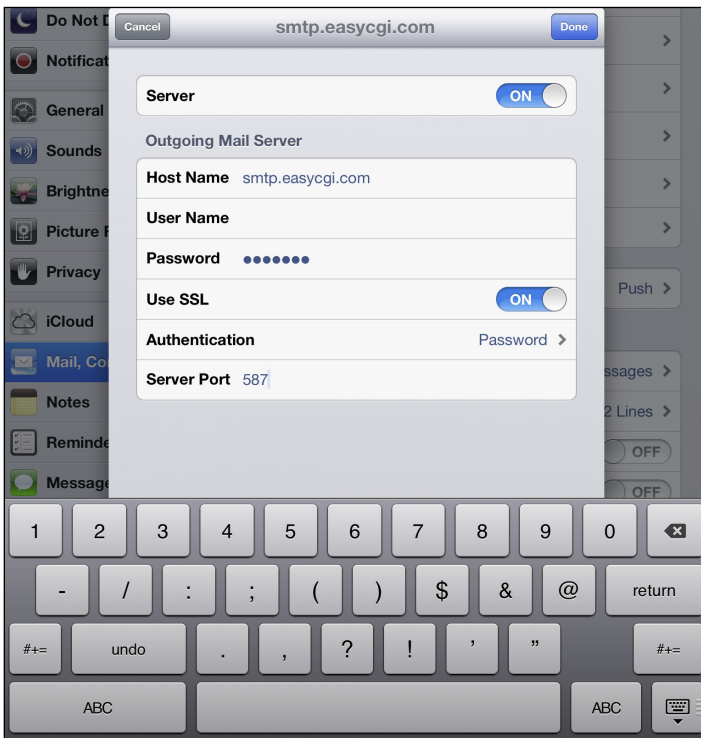 Cancel smtp.easycgi.com Done
Do Not D
Notificat
General
Sounds
Brightne
Picture F
Privacy
iCloud
Mail, Co
Notes
Reminde
Message
Server ON
Outgoing Mail Server
Host Name smtp.easycgi.com
User Name
Password ●●●●●●●
Use SSL ON
Authentication Password >
Server Port 587
Push >
ssages >
2 Lines >
OFF
OFF
1 2 3 4 5 6 7 8 9 0
- / : ; ( ) $ & @ return
#+= undo . , ? ! ' " #+=
ABC ABC